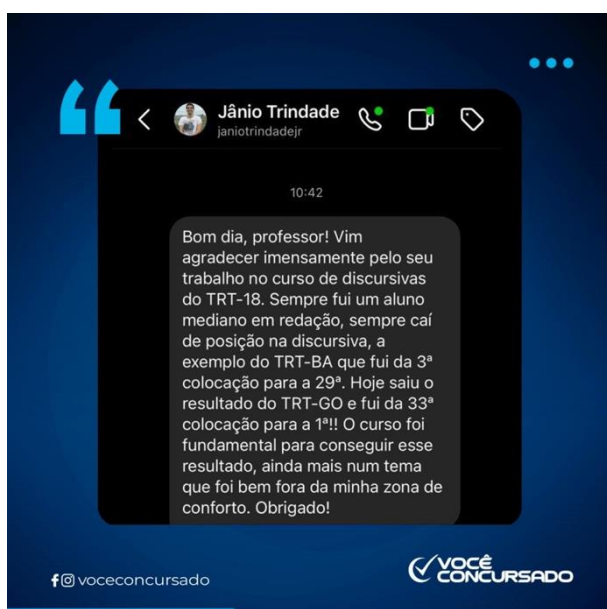 Jânio Trindade
janiotrindadejr
10:42
Bom dia, professor! Vim
agradecer imensamente pelo seu
trabalho no curso de discursivas
do TRT-18. Sempre fui um aluno
mediano em redação, sempre caí
de posição na discursiva, a
exemplo do TRT-BA que fui da 3ª
colocação para a 29ª. Hoje saiu o
resultado do TRT-GO e fui da 33ª
colocação para a 1ª!! O curso foi
fundamental para conseguir esse
resultado, ainda mais num tema
que foi bem fora da minha zona de
conforto. Obrigado!
voceconcursado
VOCÊ
CONCURSADO